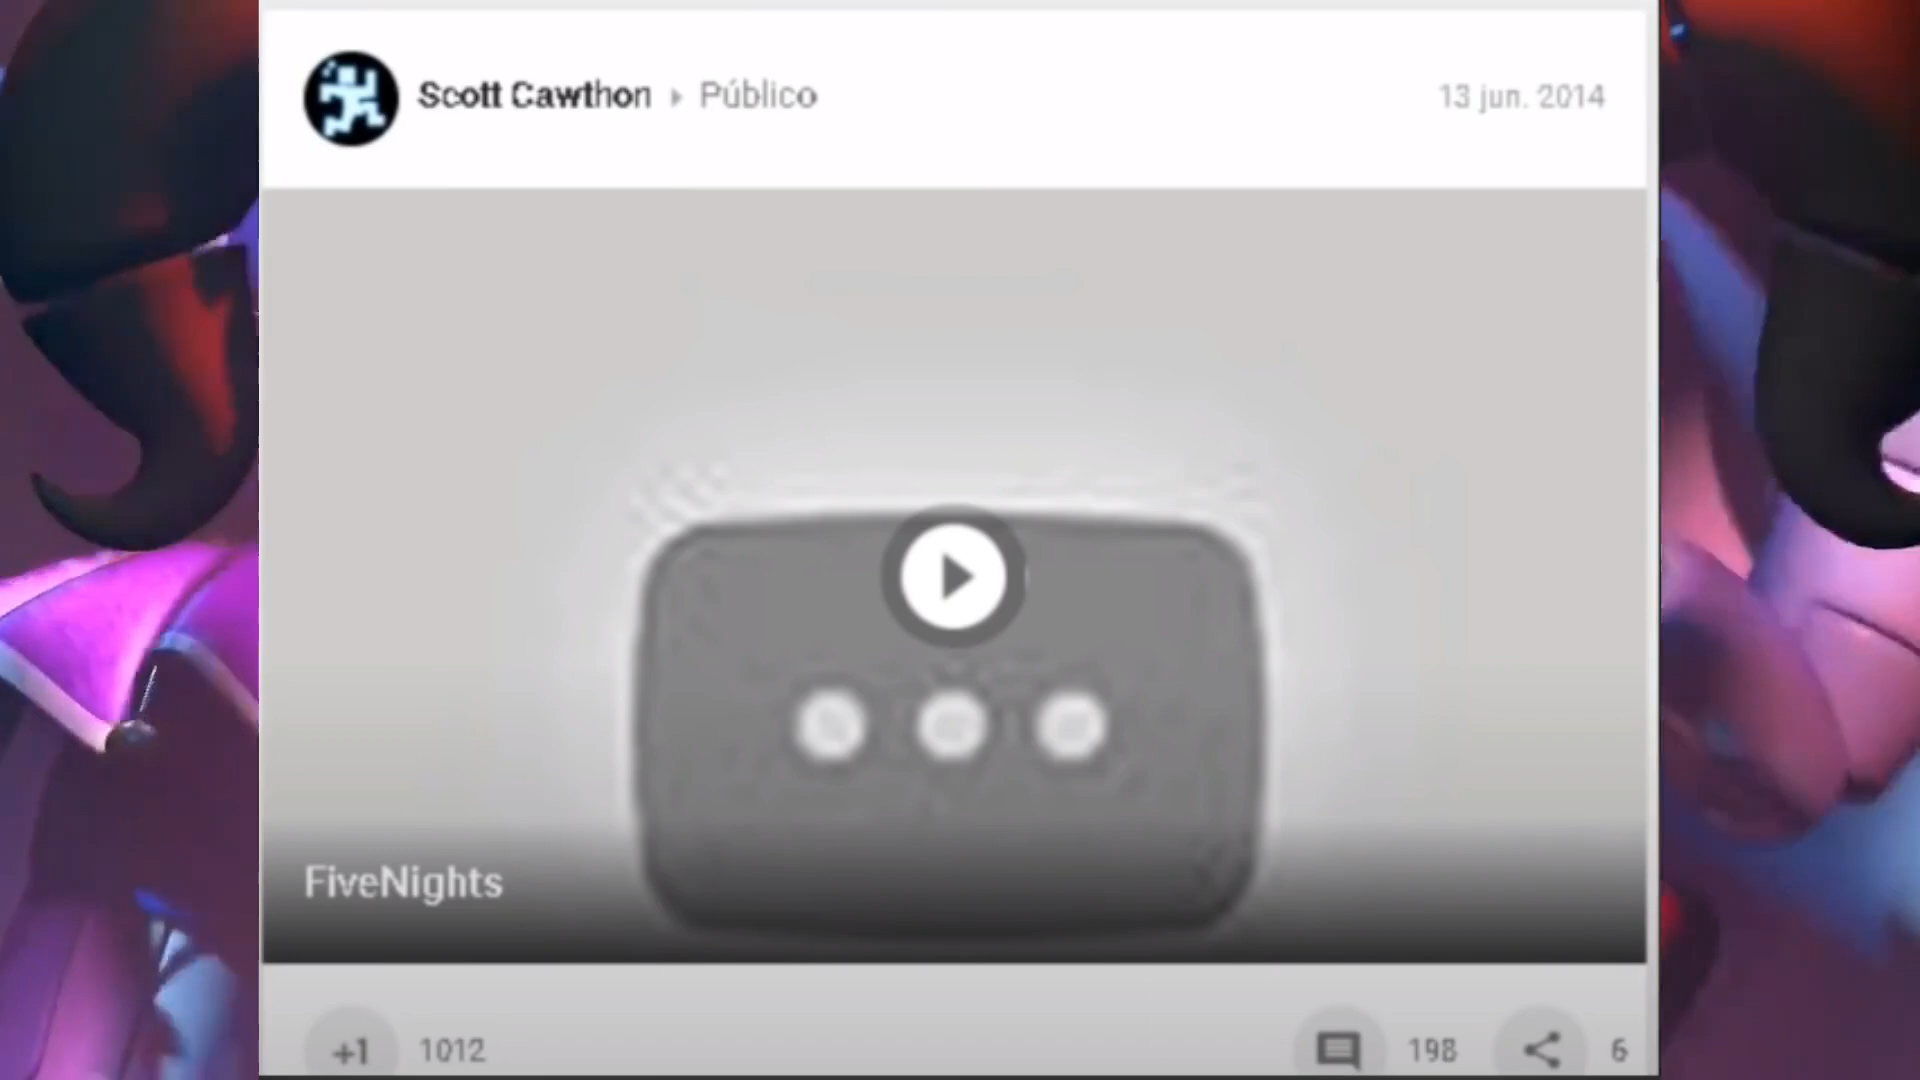 Scott Cawthon ▸ Público
13 jun. 2014
FiveNights
+1 1012
198
6